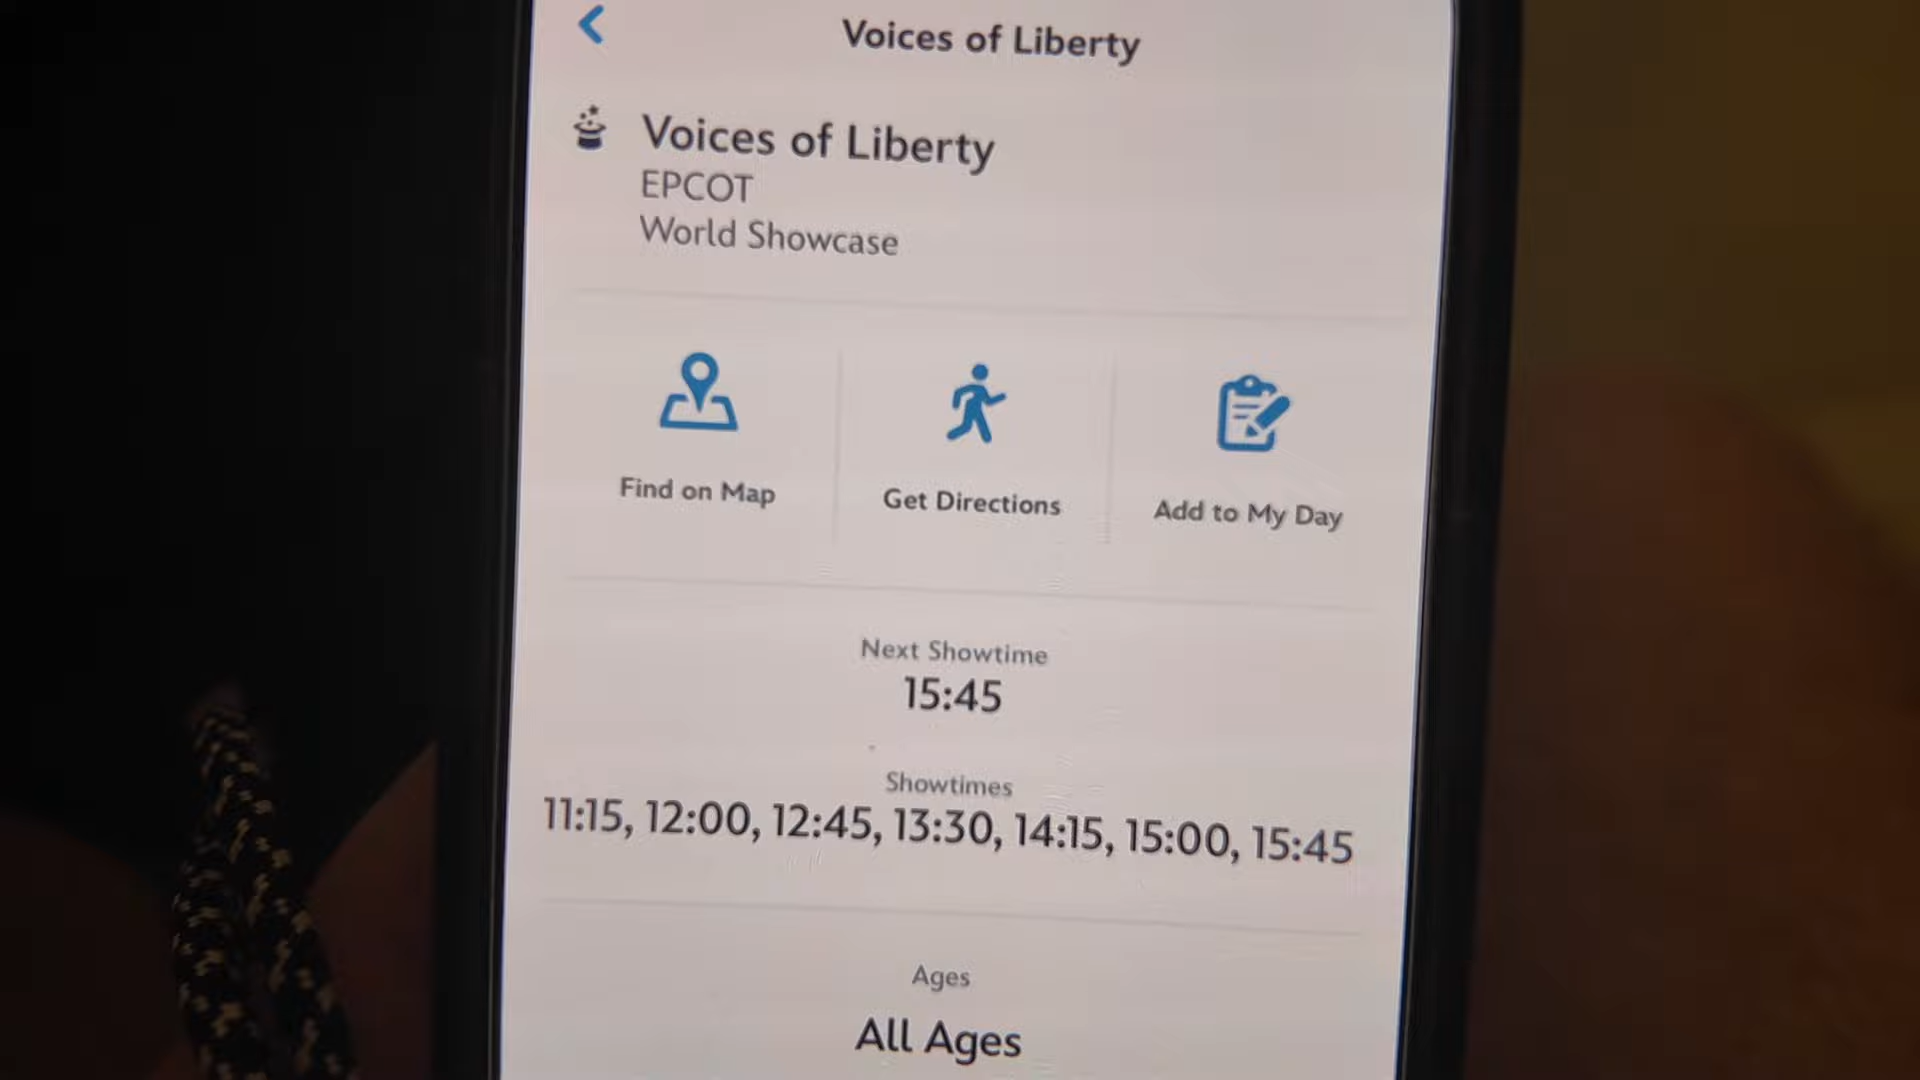 Voices of Liberty
Voices of Liberty
EPCOT
World Showcase
Find on Map
Get Directions
Add to My Day
Next Showtime
15:45
Showtimes
11:15, 12:00, 12:45, 13:30, 14:15, 15:00, 15:45
Ages
All Ages